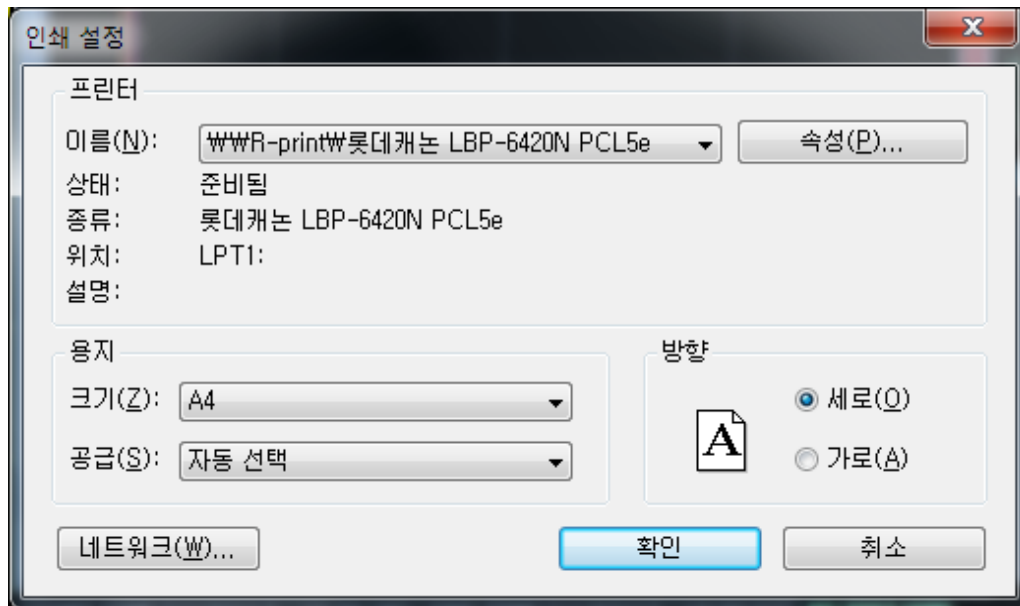 인쇄 설정
프린터
이름(N): ₩₩R-print₩롯데캐논 LBP-6420N PCL5e 속성(P)...
상태: 준비됨
종류: 롯데캐논 LBP-6420N PCL5e
위치: LPT1:
설명:
용지
크기(Z): A4
공급(S): 자동 선택
방향
A
세로(O)
가로(A)
네트워크(W)... 확인 취소